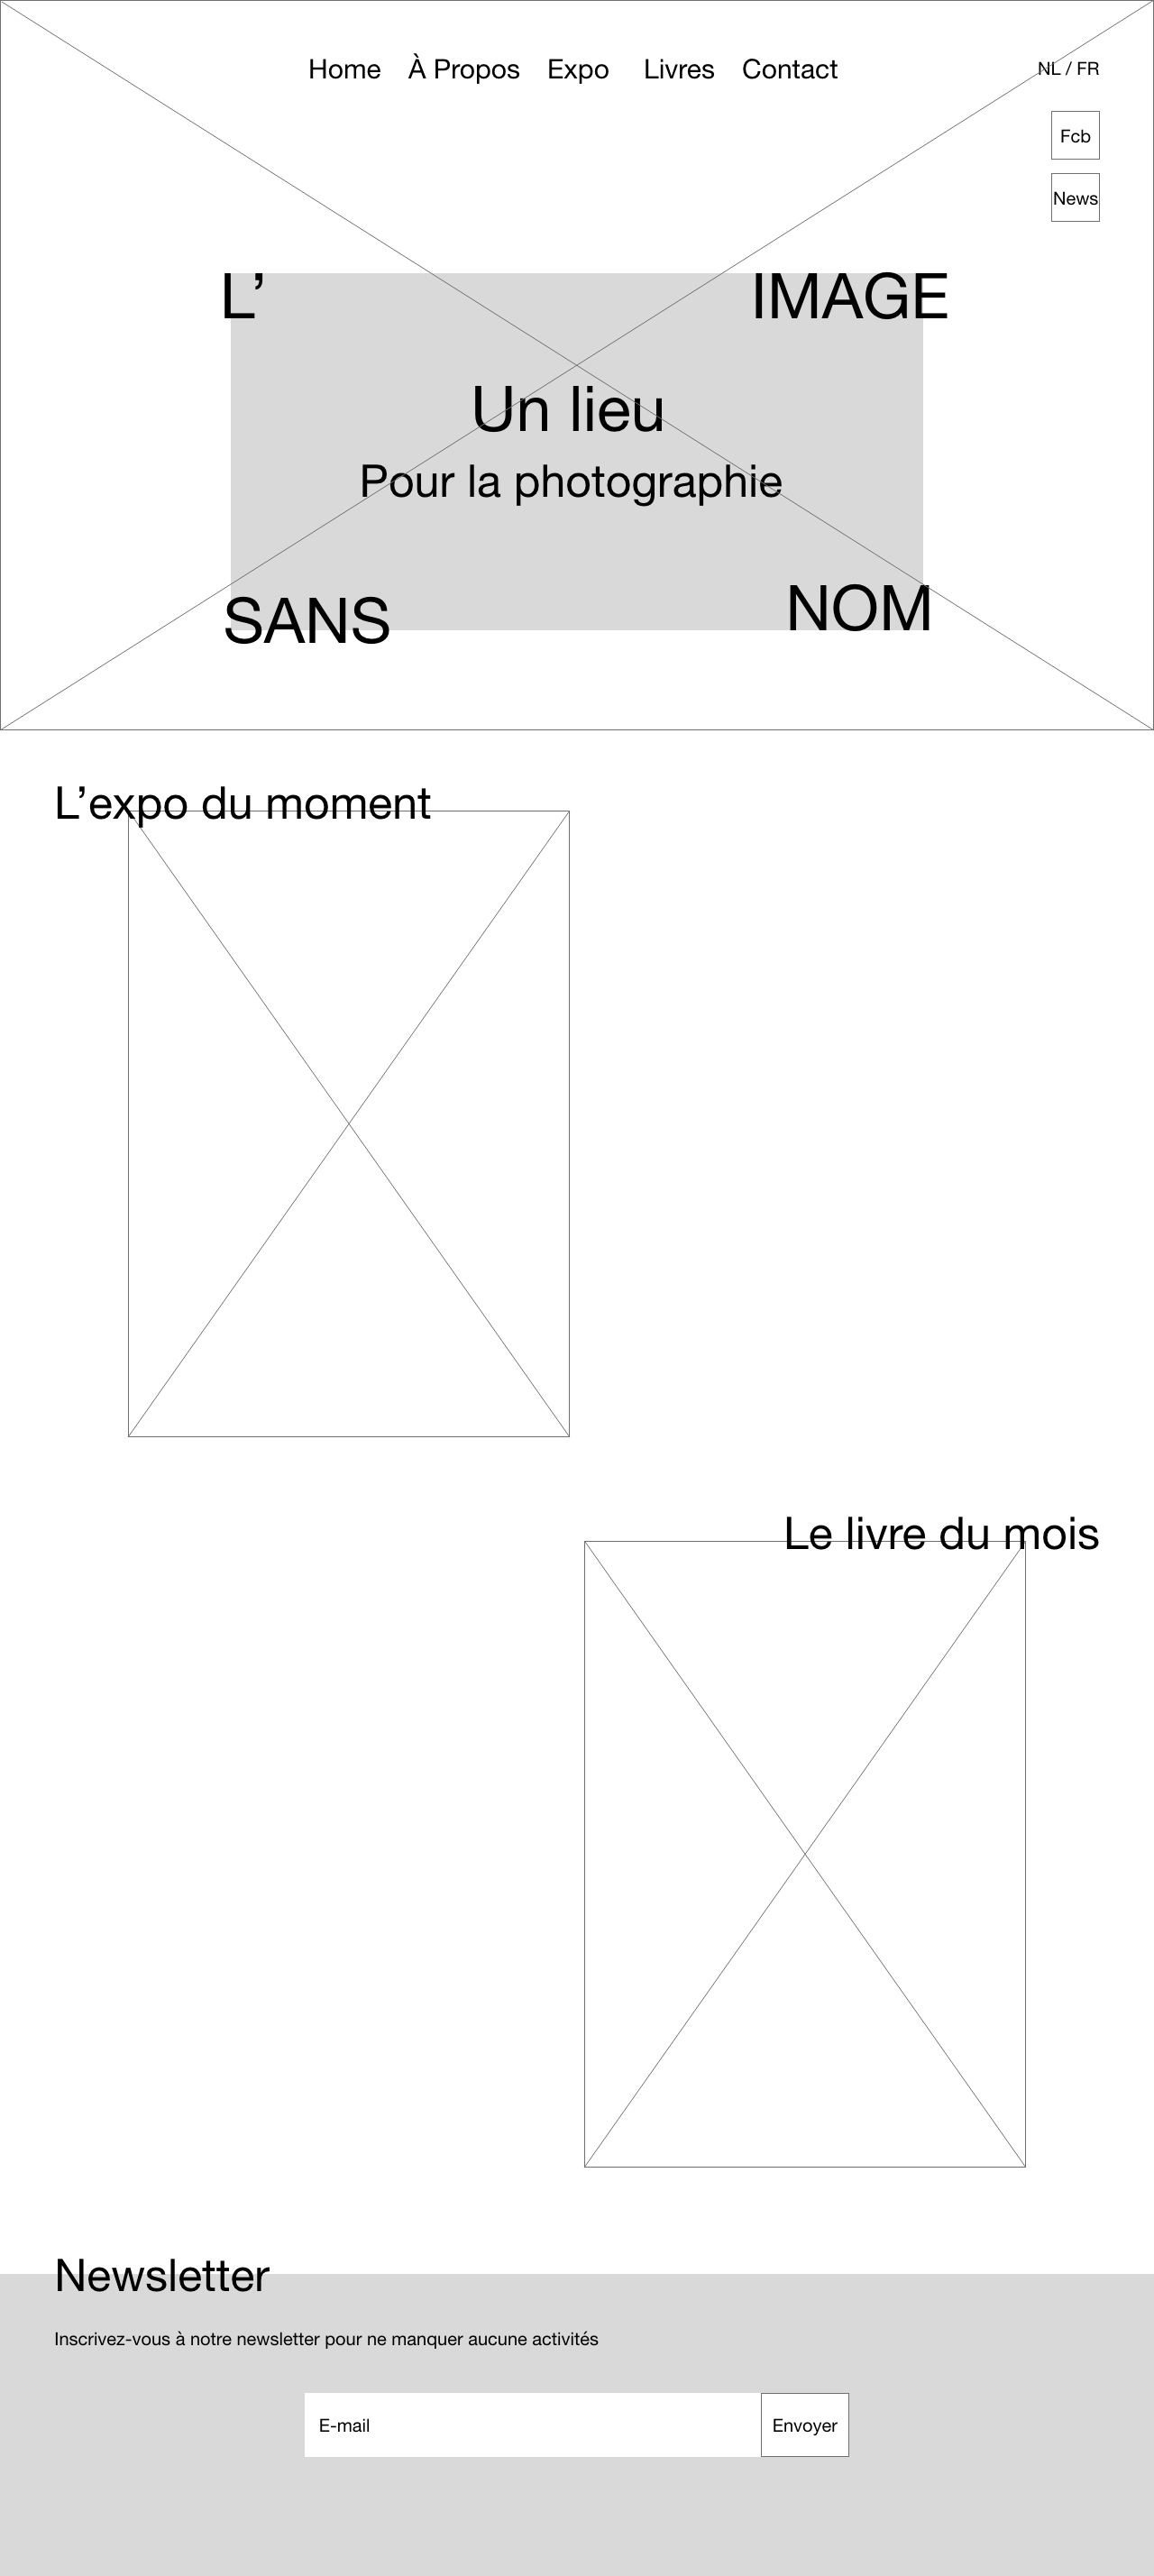 Home À Propos Expo Livres Contact NL / FR
Fcb
News
L’ IMAGE
Un lieu
Pour la photographie
SANS NOM
L’expo du moment
Le livre du mois
Newsletter
Inscrivez-vous à notre newsletter pour ne manquer aucune activités
E-mail Envoyer